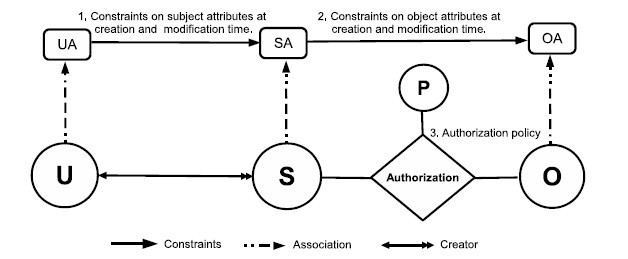 1, Constraints on subject attributes at
creation and modification time.
2. Constraints on object attributes at
creation and modification time.
UA
SA
OA
P
3. Authorization policy
U
S
Authorization
O
Constraints
Association
Creator